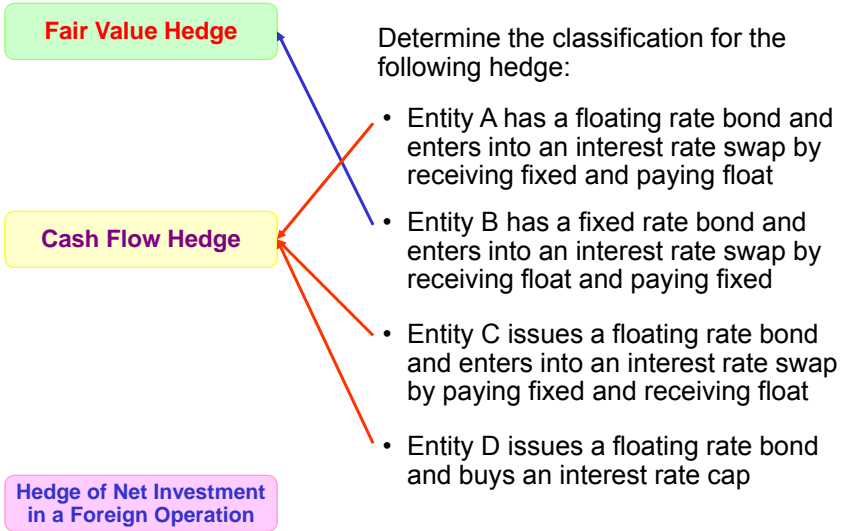 Fair Value Hedge
Determine the classification for the
following hedge:
• Entity A has a floating rate bond and
enters into an interest rate swap by
receiving fixed and paying float
Cash Flow Hedge
• Entity B has a fixed rate bond and
enters into an interest rate swap by
receiving float and paying fixed
• Entity C issues a floating rate bond
and enters into an interest rate swap
by paying fixed and receiving float
• Entity D issues a floating rate bond
and buys an interest rate cap
Hedge of Net Investment
in a Foreign Operation